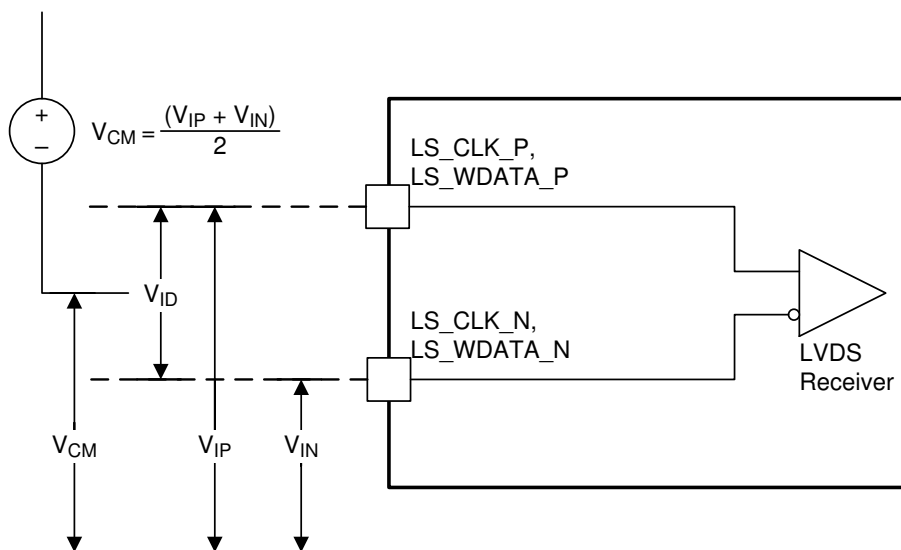 +
–
V_CM = (V_IP + V_IN) / 2
LS_CLK_P,
LS_WDATA_P
V_ID
LS_CLK_N,
LS_WDATA_N
LVDS
Receiver
V_CM
V_IP
V_IN